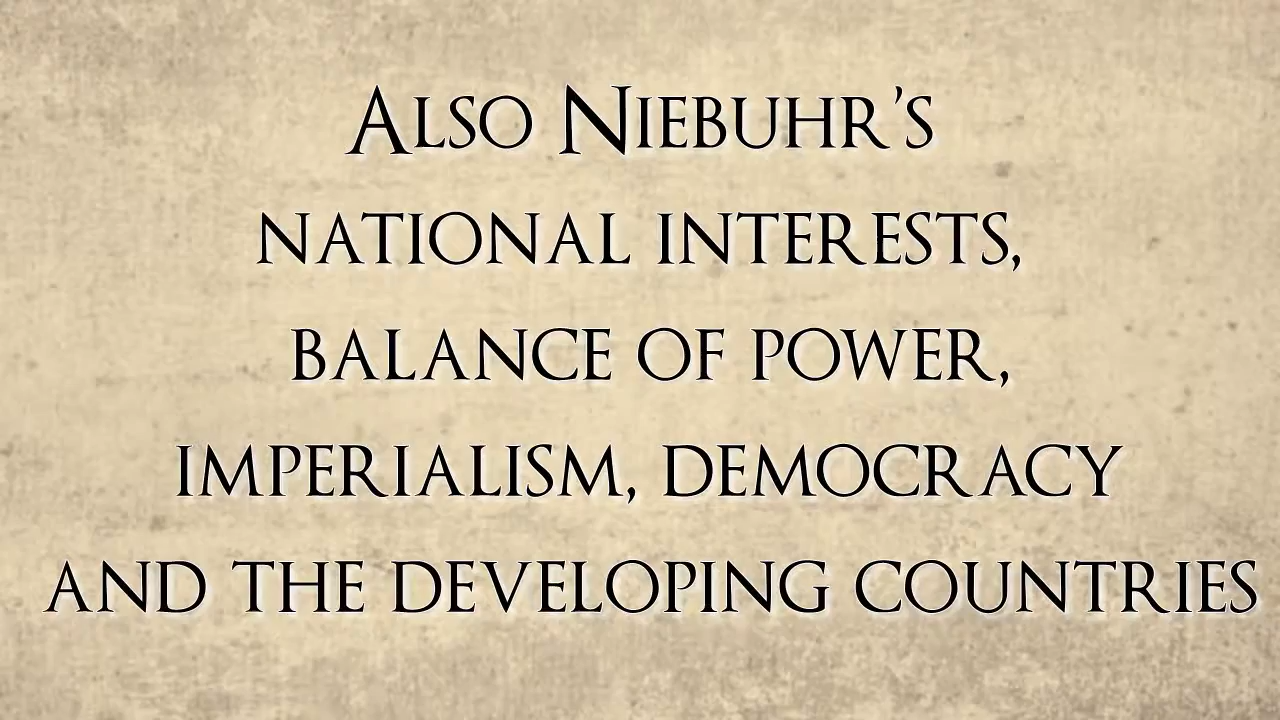 Also Niebuhr's
national interests,
balance of power,
imperialism, democracy
and the developing countries